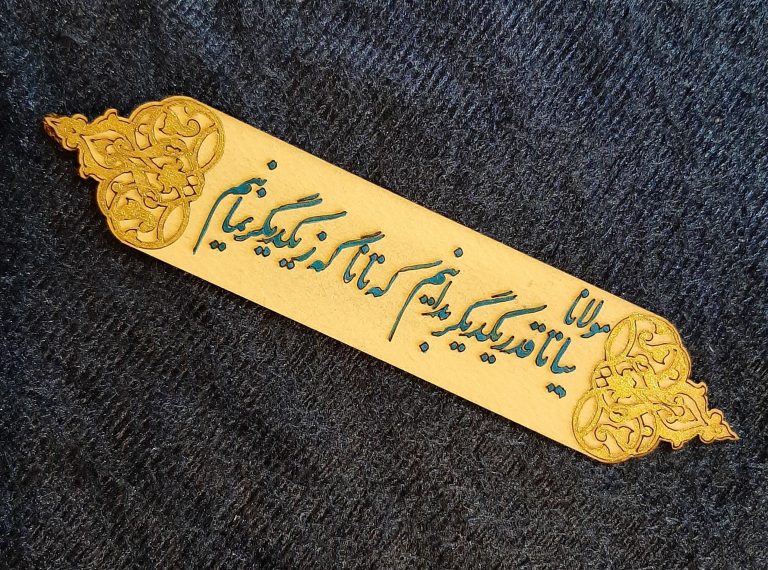 مولانا
بیا تا قدر یکدیگر بدانیم که تا ناگه ز یکدیگر نمانیم